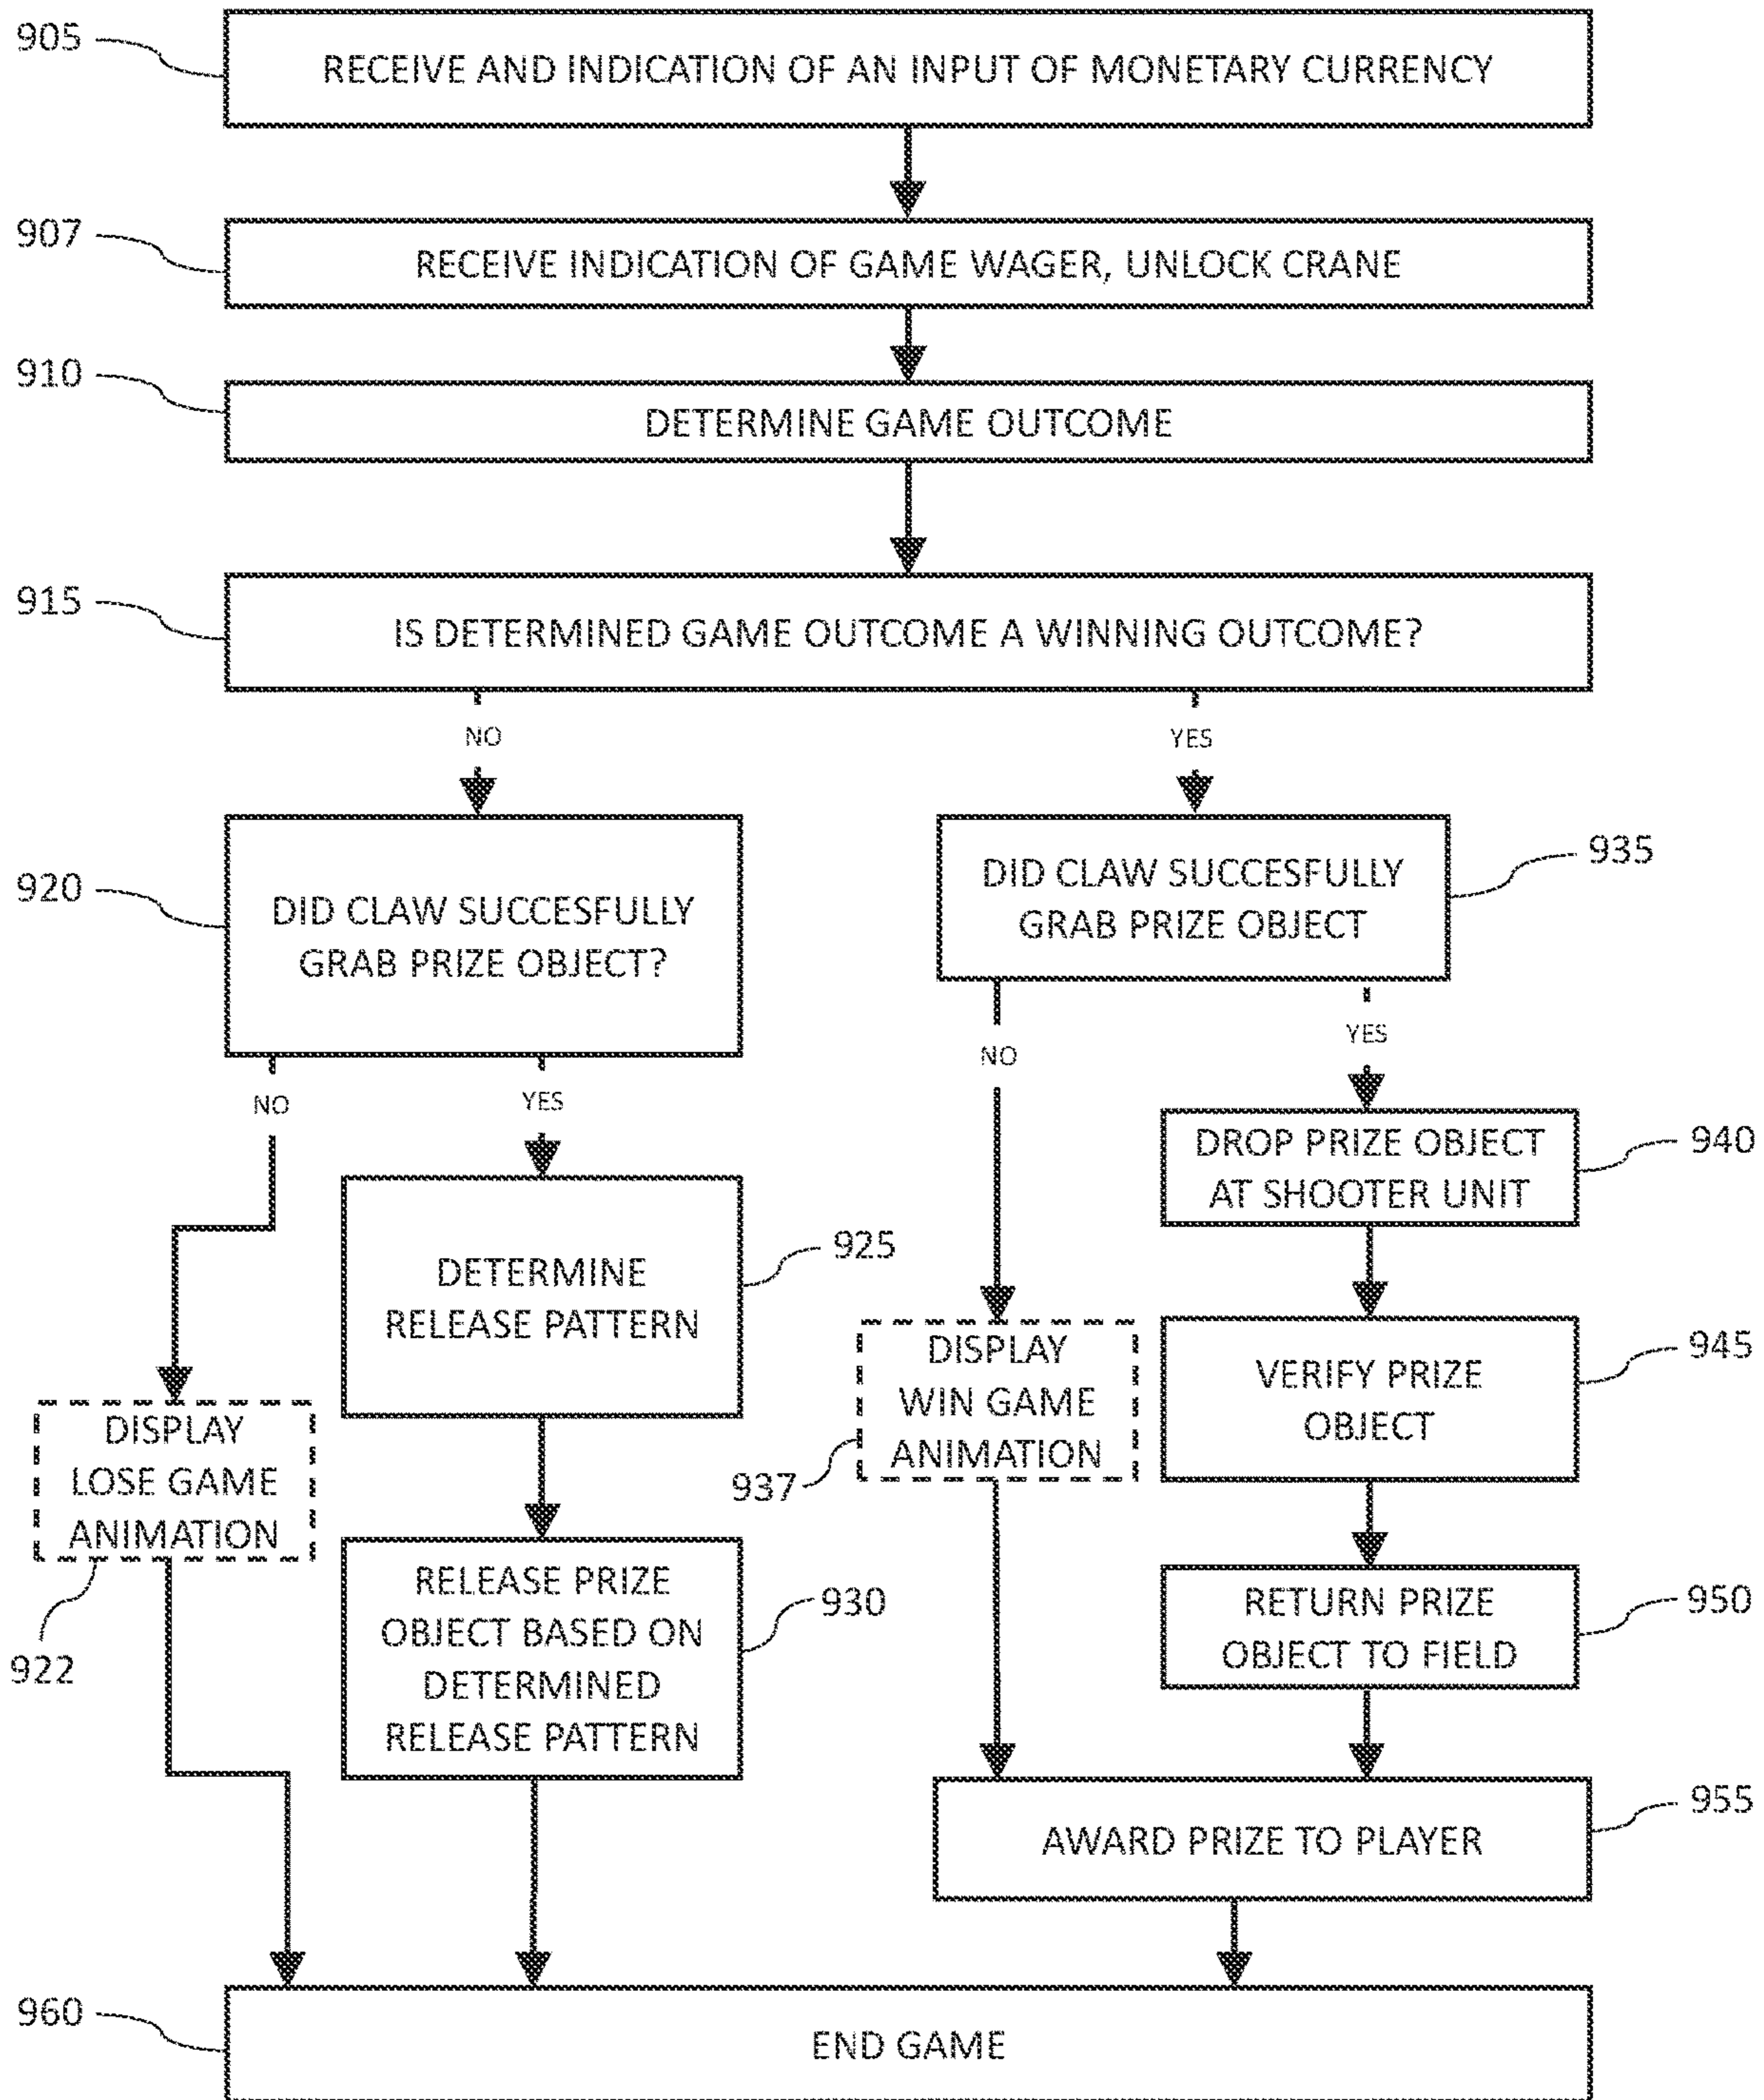 905
RECEIVE AND INDICATION OF AN INPUT OF MONETARY CURRENCY
907
RECEIVE INDICATION OF GAME WAGER, UNLOCK CRANE
910
DETERMINE GAME OUTCOME
915
IS DETERMINED GAME OUTCOME A WINNING OUTCOME?
NO
YES
920
DID CLAW SUCCESFULLY
GRAB PRIZE OBJECT?
DID CLAW SUCCESFULLY
GRAB PRIZE OBJECT
935
NO
YES
NO
YES
DISPLAY
LOSE GAME
ANIMATION
922
DETERMINE
RELEASE PATTERN
925
RELEASE PRIZE
OBJECT BASED ON
DETERMINED
RELEASE PATTERN
930
DISPLAY
WIN GAME
ANIMATION
937
DROP PRIZE OBJECT
AT SHOOTER UNIT
940
VERIFY PRIZE
OBJECT
945
RETURN PRIZE
OBJECT TO FIELD
950
AWARD PRIZE TO PLAYER
955
960
END GAME